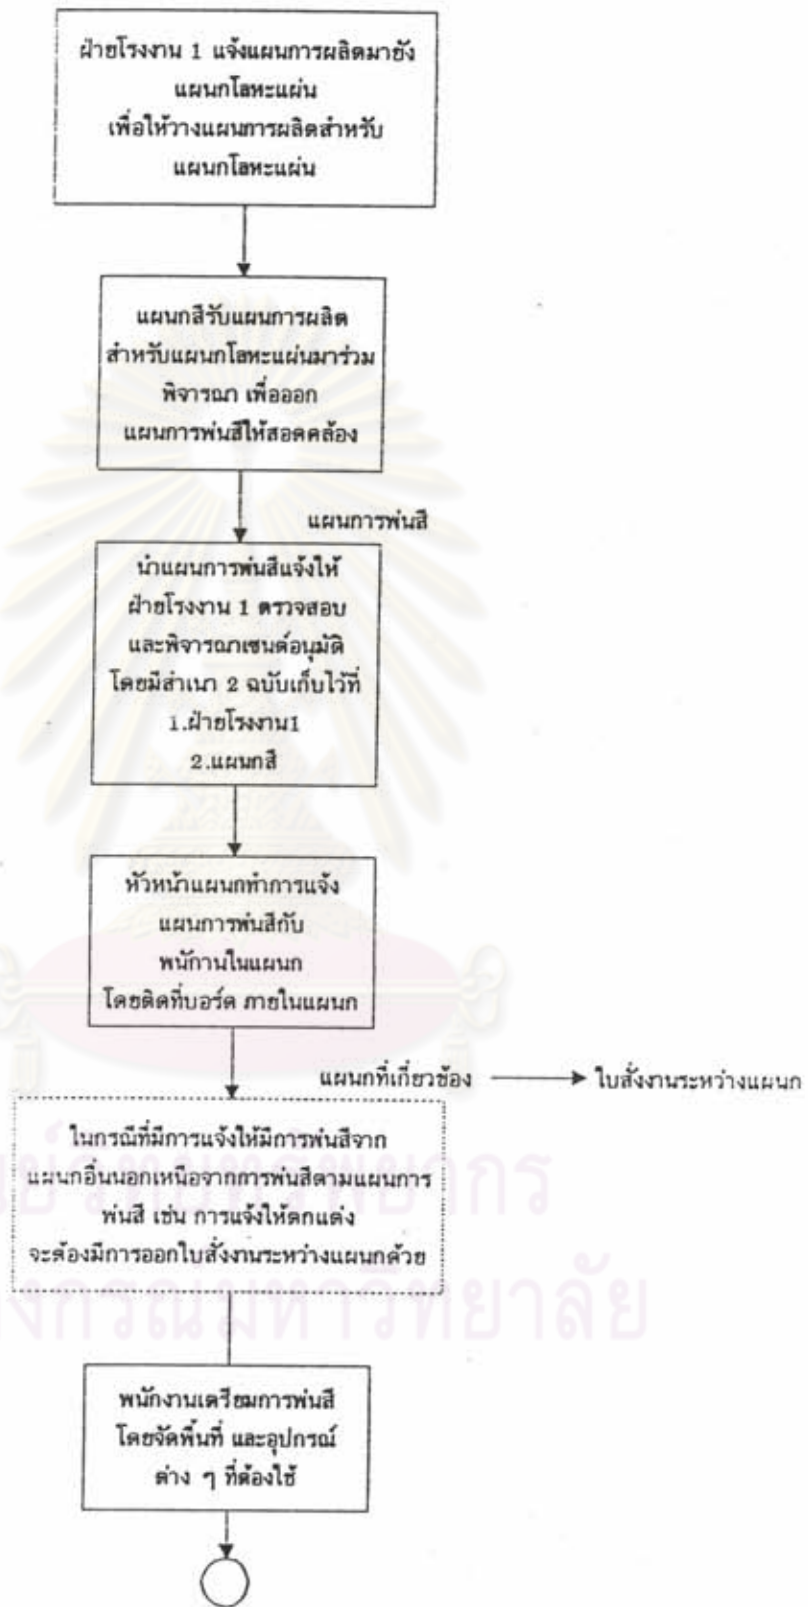 ฝ่ายโรงงาน 1 แจ้งแผนการผลิตมายัง
แผนกโลหะแผ่น
เพื่อให้วางแผนการผลิตสำหรับ
แผนกโลหะแผ่น
แผนกสีรับแผนการผลิต
สำหรับแผนกโลหะแผ่นมาร่วม
พิจารณา เพื่อออก
แผนการพ่นสีให้สอดคล้อง
แผนการพ่นสี
นำแผนการพ่นสีแจ้งให้
ฝ่ายโรงงาน 1 ตรวจสอบ
และพิจารณาเซนต์อนุมัติ
โดยมีสำเนา 2 ฉบับเก็บไว้ที่
1.ฝ่ายโรงงาน1
2.แผนกสี
หัวหน้าแผนกทำการแจ้ง
แผนการพ่นสีกับ
พนักานในแผนก
โดยติดที่บอร์ด ภายในแผนก
แผนกที่เกี่ยวข้อง ใบสั่งงานระหว่างแผนก
ในกรณีที่มีการแจ้งให้มีการพ่นสีจาก
แผนกอื่นนอกเหนือจากการพ่นสีตามแผนการ
พ่นสี เช่น การแจ้งให้ตกแต่ง
จะต้องมีการออกใบสั่งงานระหว่างแผนกด้วย
พนักงานเตรียมการพ่นสี
โดยจัดพื้นที่ และอุปกรณ์
ต่าง ๆ ที่ต้องใช้